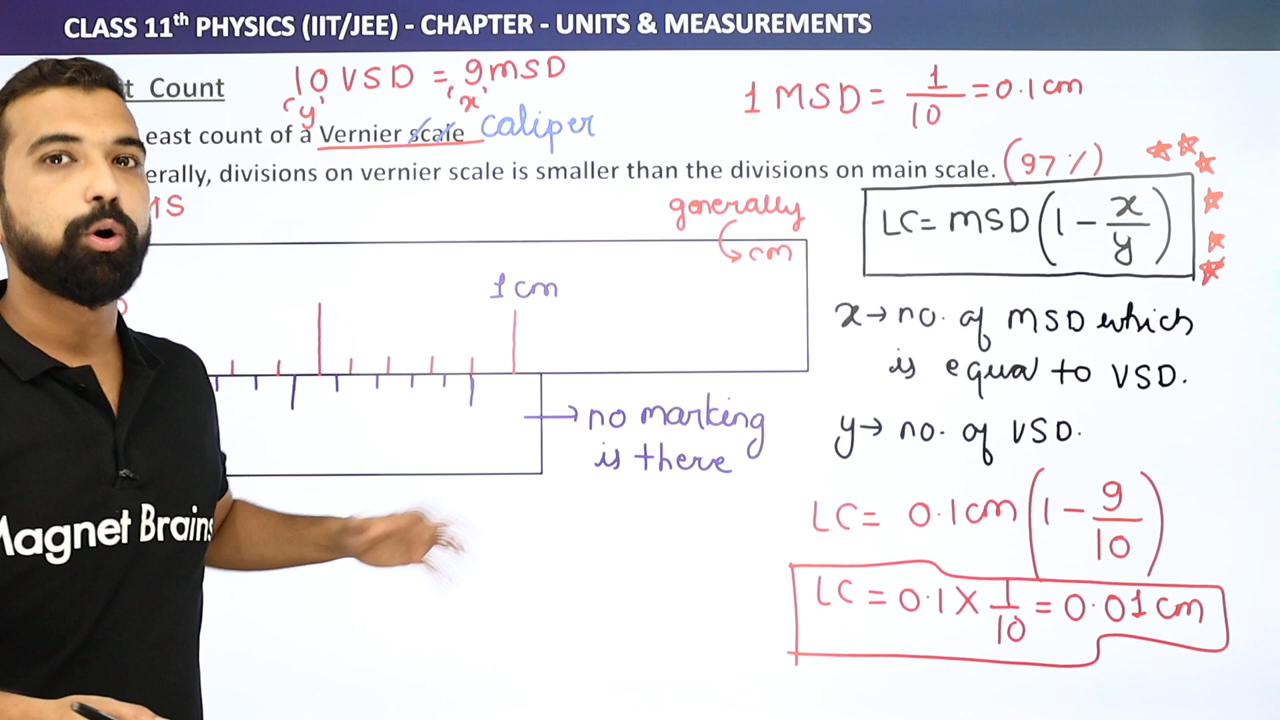 CLASS 11th PHYSICS (IIT/JEE) - CHAPTER - UNITS & MEASUREMENTS
t Count
10 VSD = 9 MSD
'y' 'x'
1 MSD = 1/10 = 0.1 cm
east count of a Vernier scale caliper
erally, divisions on vernier scale is smaller than the divisions on main scale. (97%)
MS
generally
→ cm
LC = MSD (1 - x/y)
1 cm
x → no. of MSD which
is equal to VSD.
→ no marking
is there
y → no. of VSD.
LC = 0.1 cm (1 - 9/10)
LC = 0.1 X 1/10 = 0.01 cm
Magnet Brains